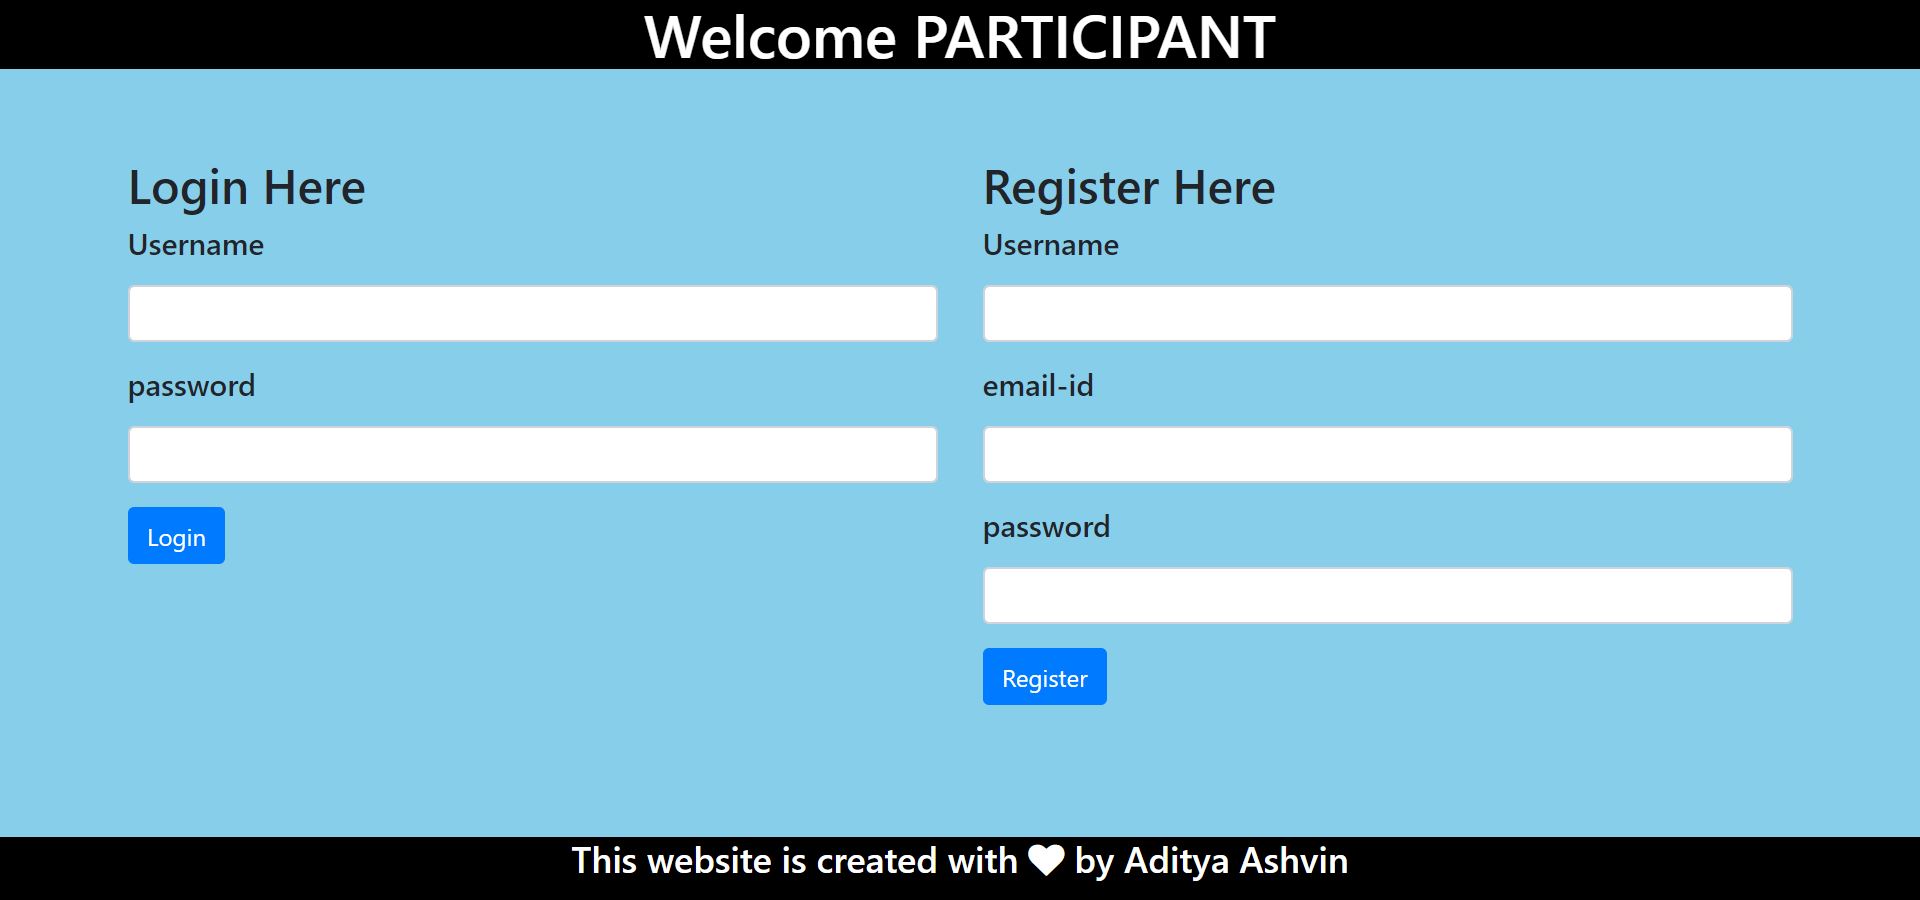 Welcome PARTICIPANT
Login Here
Username
password
Login
Register Here
Username
email-id
password
Register
This website is created with ♥ by Aditya Ashvin